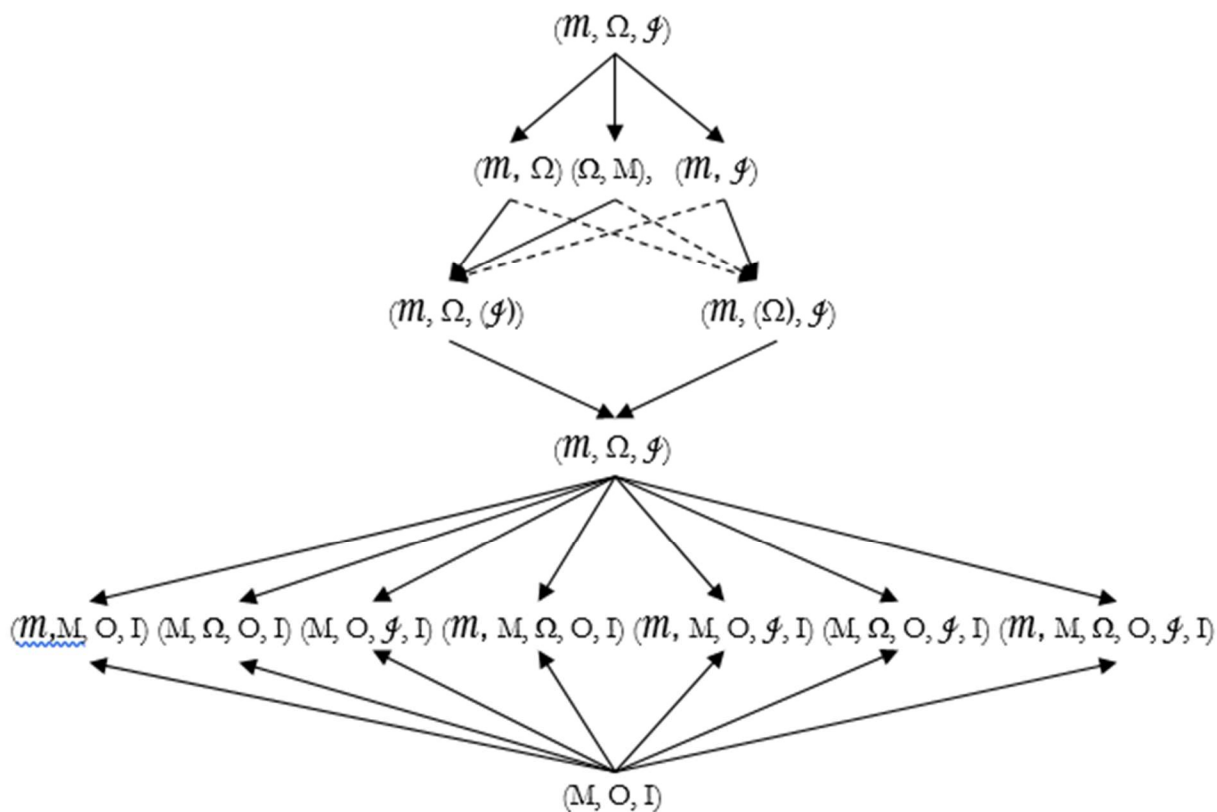 (𝓂, Ω, 𝒥)
(𝓂, Ω) (Ω, M), (𝓂, 𝒥)
(𝓂, Ω, (𝒥)) (𝓂, (Ω), 𝒥)
(𝓂, Ω, 𝒥)
(𝓂,M, O, I) (M, Ω, O, I) (M, O, 𝒥, I) (𝓂, M, Ω, O, I) (𝓂, M, O, 𝒥, I) (M, Ω, O, 𝒥, I) (𝓂, M, Ω, O, 𝒥, I)
(M, O, I)